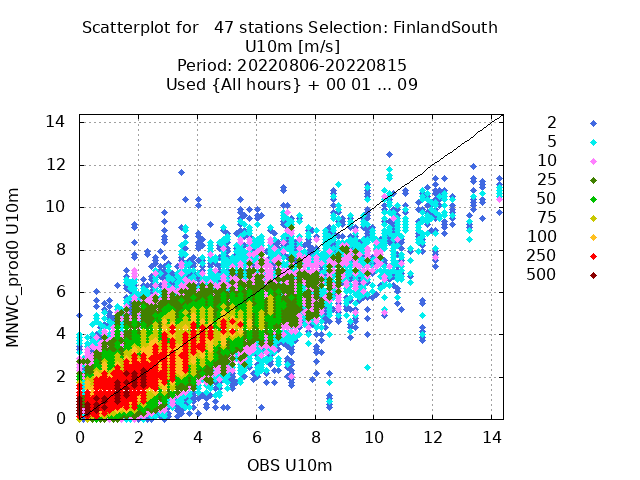 Scatterplot for   47 stations Selection: FinlandSouth
U10m [m/s]
Period: 20220806-20220815
Used {All hours} + 00 01 ... 09
14
12
10
8
6
4
2
0
MNWC_prod0 U10m
0 2 4 6 8 10 12 14
OBS U10m
2
5
10
25
50
75
100
250
500